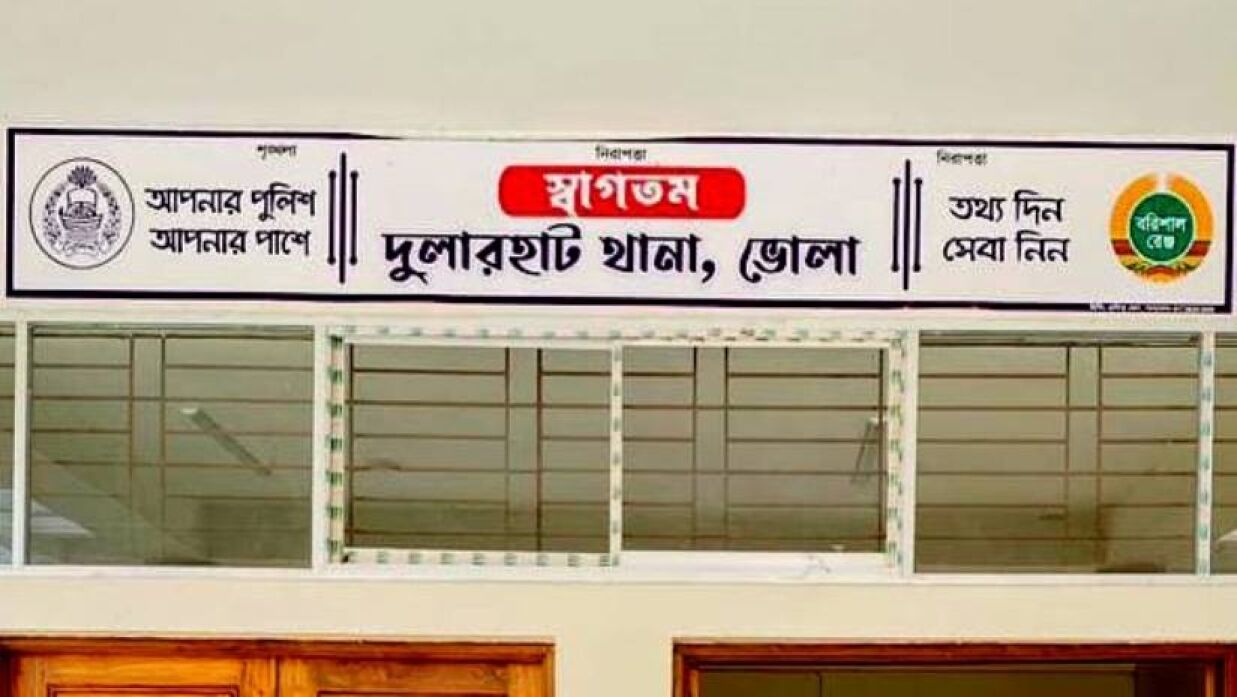 শৃঙ্খলা
নিরাপত্তা
নিরাপত্তা
আপনার পুলিশ
আপনার পাশে
স্বাগতম
দুলারহাট থানা, ভোলা
তথ্য দিন
সেবা নিন
বরিশাল
রেঞ্জ